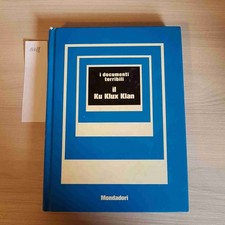 i documenti
terribili
il
Ku Klux Klan
Mondadori